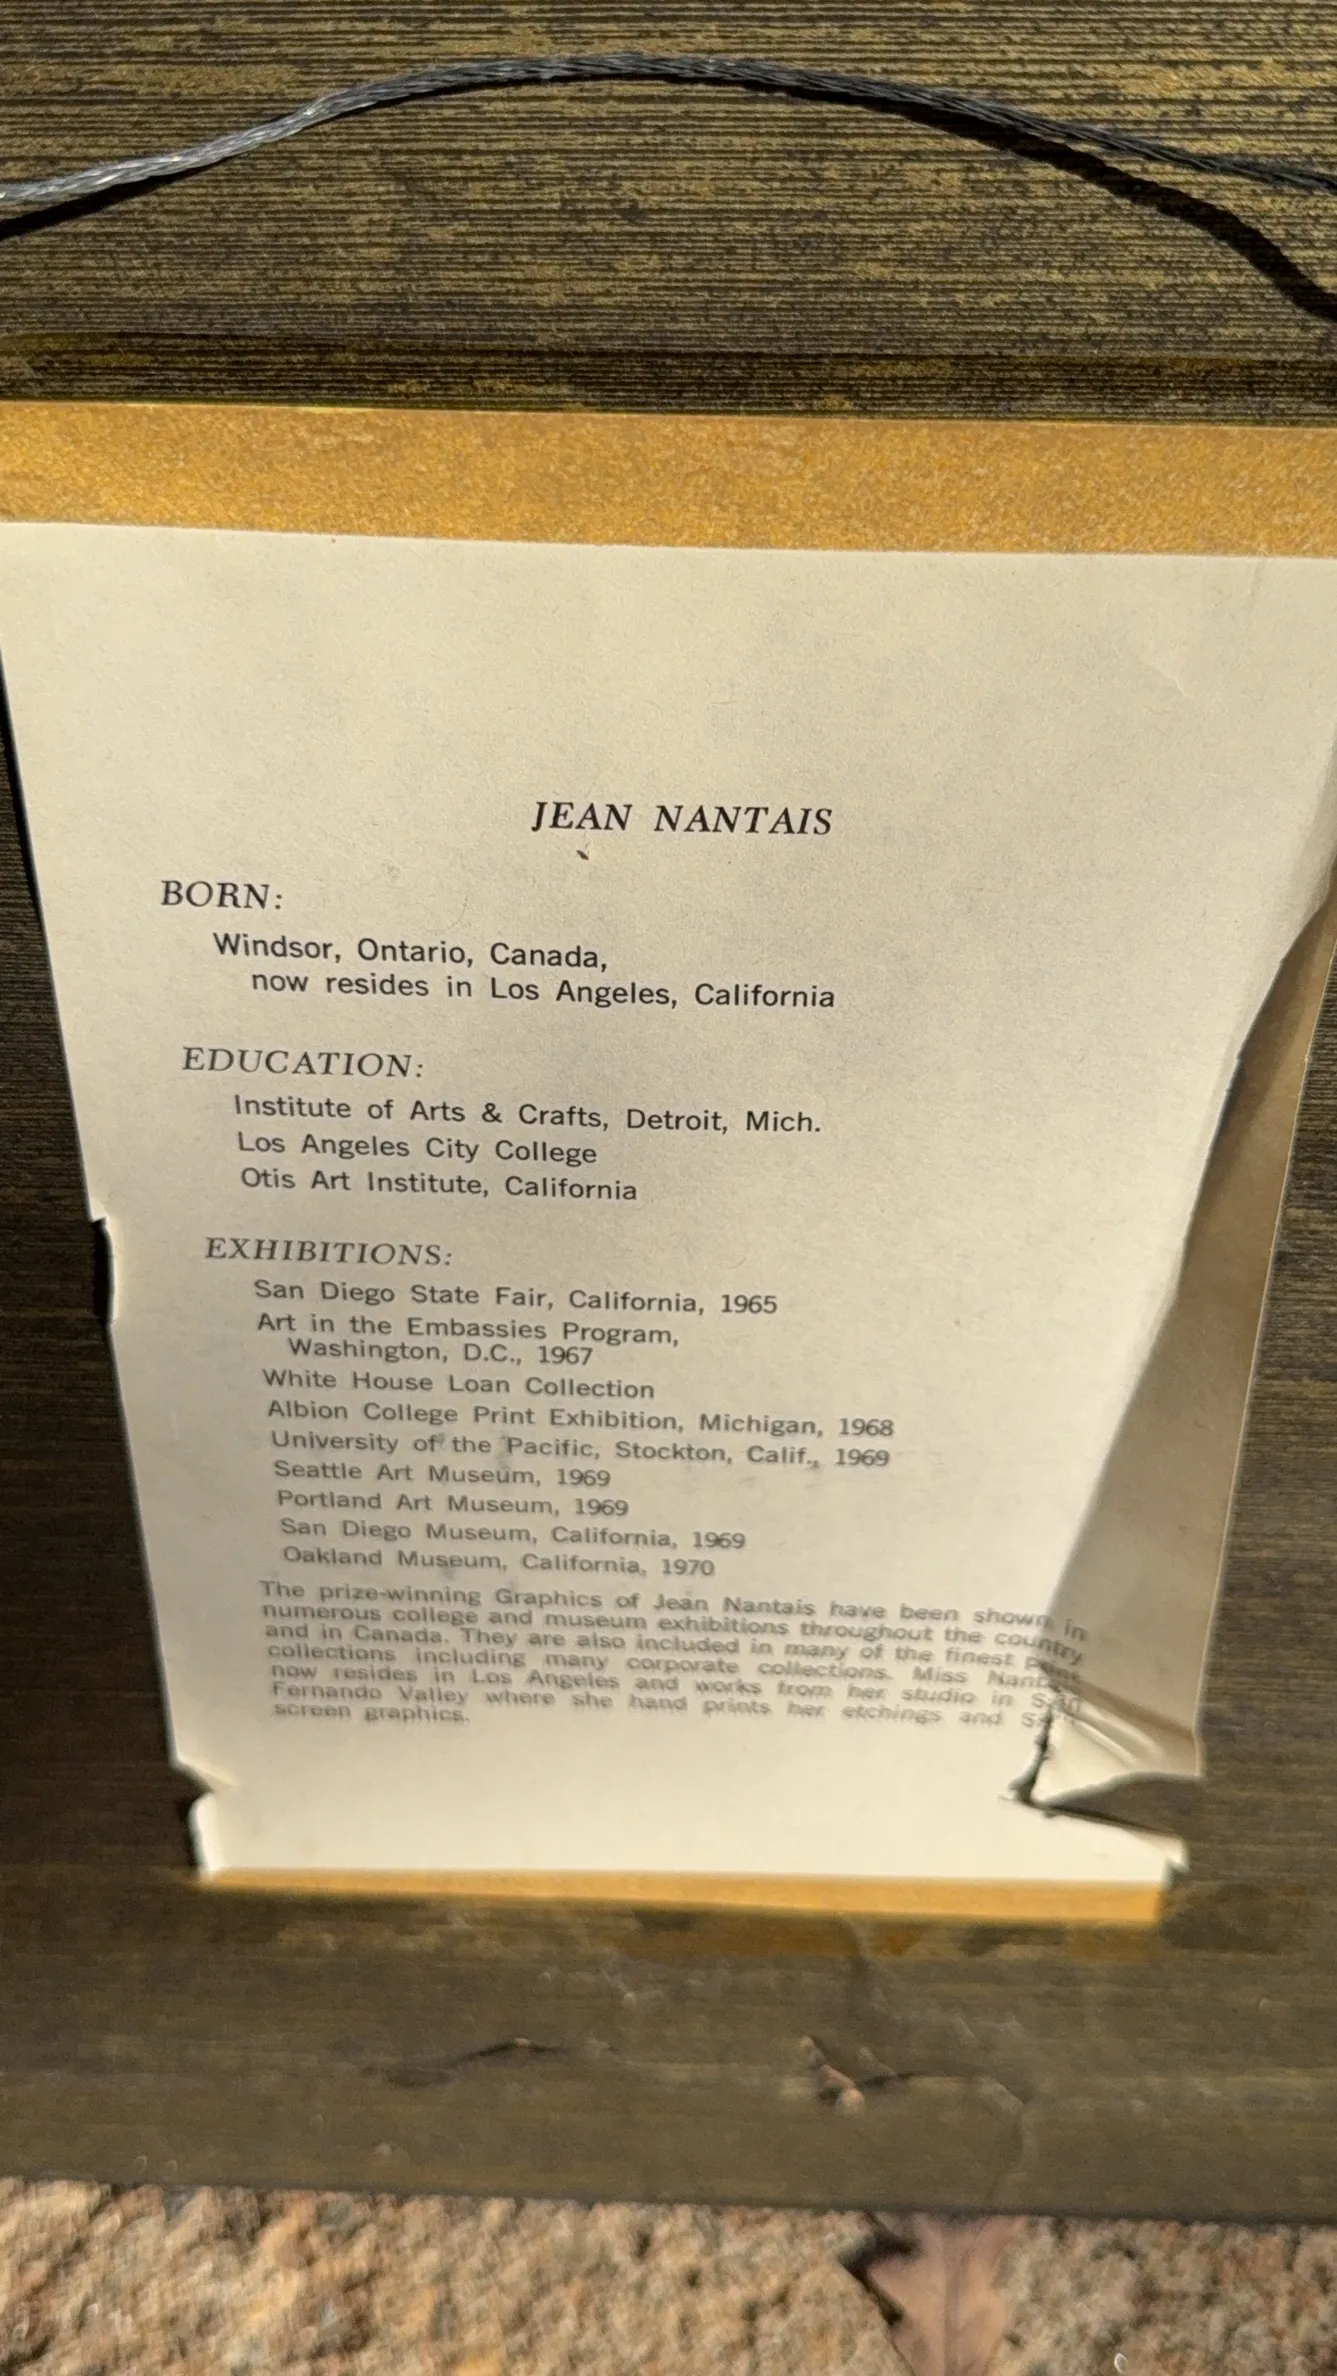 JEAN NANTAIS
BORN:
Windsor, Ontario, Canada,
now resides in Los Angeles, California
EDUCATION:
Institute of Arts & Crafts, Detroit, Mich.
Los Angeles City College
Otis Art Institute, California
EXHIBITIONS:
San Diego State Fair, California, 1965
Art in the Embassies Program,
Washington, D.C., 1967
White House Loan Collection
Albion College Print Exhibition, Michigan, 1968
University of the Pacific, Stockton, Calif., 1969
Seattle Art Museum, 1969
Portland Art Museum, 1969
San Diego Museum, California, 1969
Oakland Museum, California, 1970
The prize-winning Graphics of Jean Nantais have been shown in
numerous college and museum exhibitions throughout the country
and in Canada. They are also included in many of the finest
collections including many corporate collections. Miss Nantais
now resides in Los Angeles and works from her studio in San
Fernando Valley where she hand prints her etchings and
screen graphics.